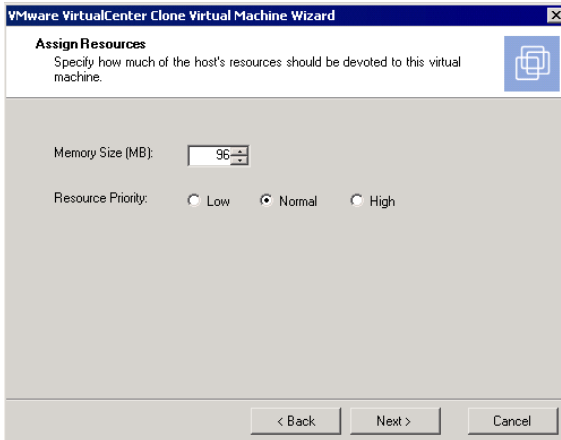 VMware VirtualCenter Clone Virtual Machine Wizard
Assign Resources
Specify how much of the host's resources should be devoted to this virtual
machine.
Memory Size (MB): 96
Resource Priority: Low Normal High
< Back Next > Cancel